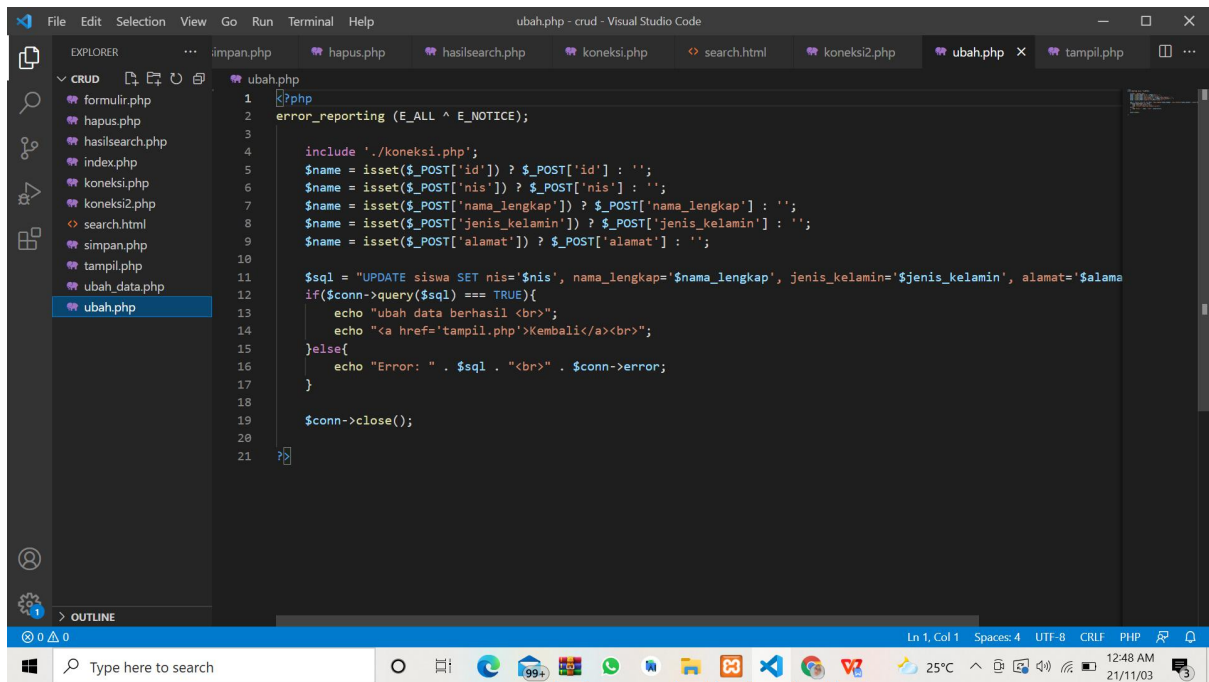 File Edit Selection View Go Run Terminal Help
ubah.php - crud - Visual Studio Code
EXPLORER
simpan.php hapus.php hasilsearch.php koneksi.php search.html koneksi2.php ubah.php tampil.php
CRUD
formulir.php
hapus.php
hasilsearch.php
index.php
koneksi.php
koneksi2.php
search.html
simpan.php
tampil.php
ubah_data.php
ubah.php
OUTLINE
ubah.php
1 <?php
2 error_reporting (E_ALL ^ E_NOTICE);
3
4 include './koneksi.php';
5 $name = isset($_POST['id']) ? $_POST['id'] : '';
6 $name = isset($_POST['nis']) ? $_POST['nis'] : '';
7 $name = isset($_POST['nama_lengkap']) ? $_POST['nama_lengkap'] : '';
8 $name = isset($_POST['jenis_kelamin']) ? $_POST['jenis_kelamin'] : '';
9 $name = isset($_POST['alamat']) ? $_POST['alamat'] : '';
10
11 $sql = "UPDATE siswa SET nis='$nis', nama_lengkap='$nama_lengkap', jenis_kelamin='$jenis_kelamin', alamat='$alama
12 if($conn->query($sql) === TRUE){
13 echo "ubah data berhasil <br>";
14 echo "<a href='tampil.php'>Kembali</a><br>";
15 }else{
16 echo "Error: " . $sql . "<br>" . $conn->error;
17 }
18
19 $conn->close();
20
21 ?>
1
0 0
Ln 1, Col 1 Spaces: 4 UTF-8 CRLF PHP
Type here to search
99+
25°C
12:48 AM
21/11/03
3